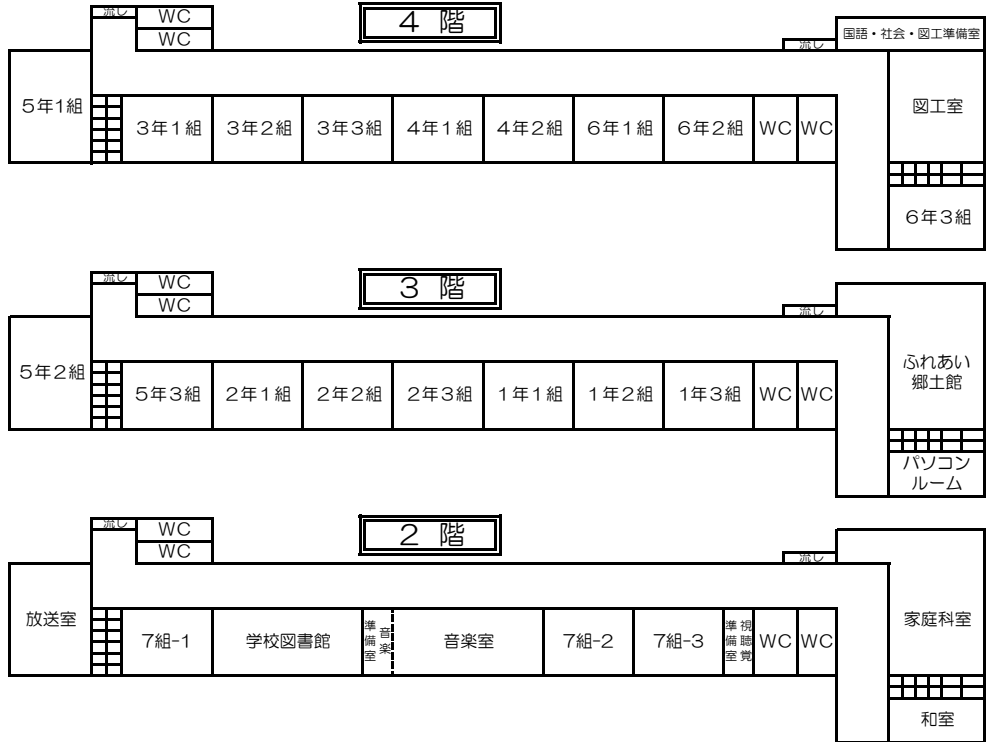 4 階
流し
WC
WC
流し
国語・社会・図工準備室
5年1組
3年1組
3年2組
3年3組
4年1組
4年2組
6年1組
6年2組
WC
WC
図工室
6年3組
3 階
流し
WC
WC
流し
5年2組
5年3組
2年1組
2年2組
2年3組
1年1組
1年2組
1年3組
WC
WC
ふれあい
郷土館
パソコン
ルーム
2 階
流し
WC
WC
流し
放送室
7組-1
学校図書館
音楽
準備室
音楽室
7組-2
7組-3
視聴覚
準備室
WC
WC
家庭科室
和室